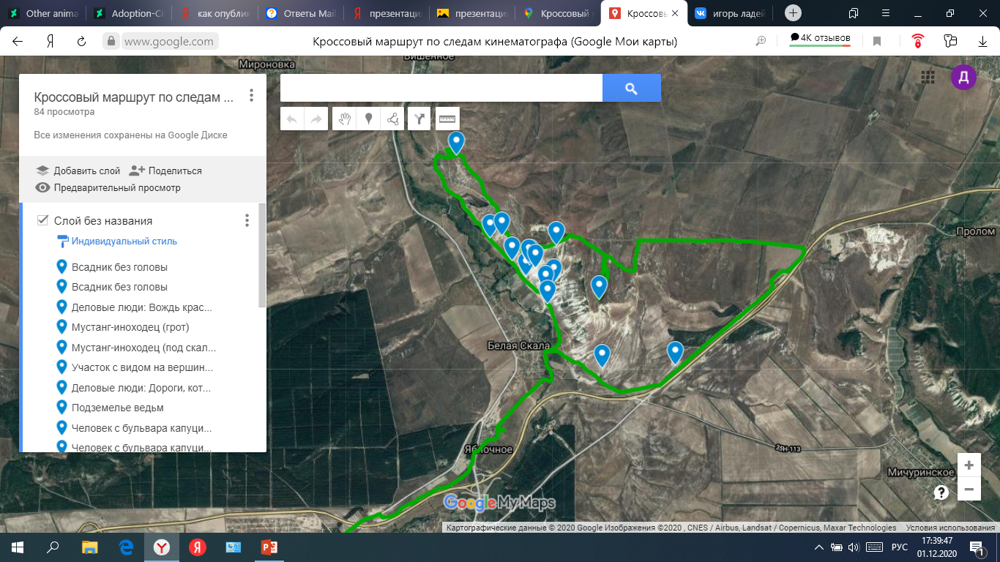 Other anima
Adoption-Ci
как опублик
Ответы Mail
презентация
презентация
Кроссовый
Кроссовь
игорь ладей
www.google.com
Кроссовый маршрут по следам кинематографа (Google Мои карты)
4К отзывов
Вишенное
Мироновка
Кроссовый маршрут по следам ...
84 просмотра
Все изменения сохранены на Google Диске
Д
Добавить слой
Поделиться
Предварительный просмотр
Слой без названия
Индивидуальный стиль
Всадник без головы
Всадник без головы
Деловые люди: Вождь крас...
Мустанг-иноходец (грот)
Мустанг-иноходец (под скал...
Участок с видом на вершин...
Деловые люди: Дороги, кот...
Подземелье ведьм
Человек с бульвара капуци...
Человек с бульвара капуци...
Пролом
Белая Скала
Яблочное
35Н-113
Мичуринское
Google My Maps
Картографические данные © 2020 Google Изображения ©2020 , CNES / Airbus, Landsat / Copernicus, Maxar Technologies
Условия использования
РУС
17:39:47
01.12.2020
1